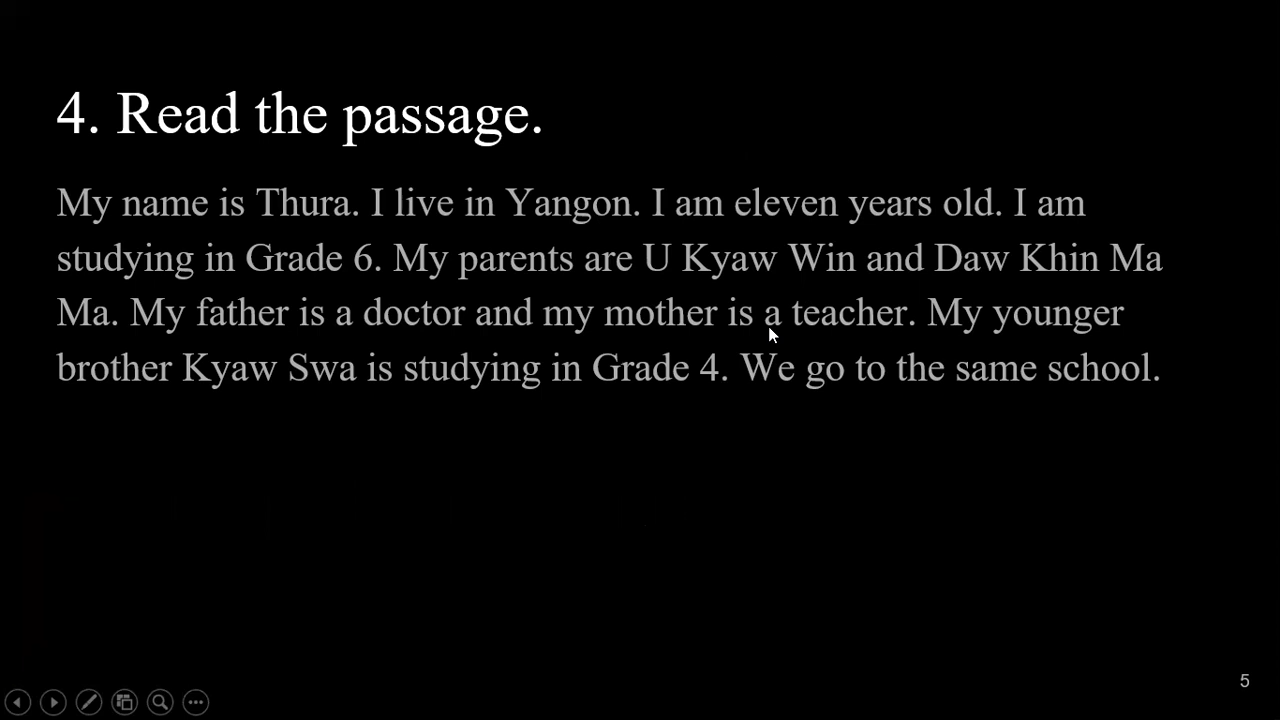 4. Read the passage.
My name is Thura. I live in Yangon. I am eleven years old. I am
studying in Grade 6. My parents are U Kyaw Win and Daw Khin Ma
Ma. My father is a doctor and my mother is a teacher. My younger
brother Kyaw Swa is studying in Grade 4. We go to the same school.
5